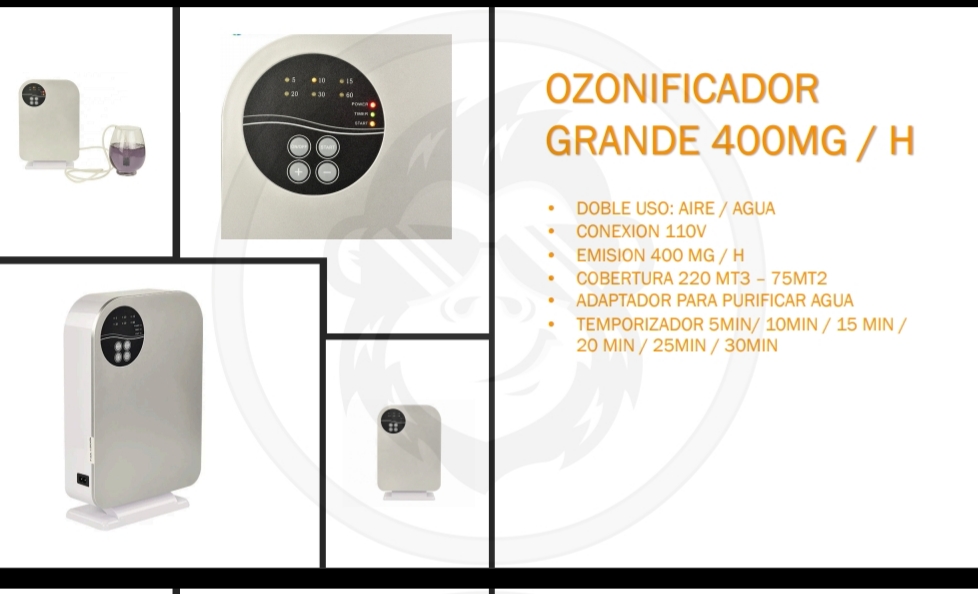 5 10 15
20 30 60
POWER
TIMER
START
ON/OFF START
+ −
OZONIFICADOR
GRANDE 400MG / H
• DOBLE USO: AIRE / AGUA
• CONEXION 110V
• EMISION 400 MG / H
• COBERTURA 220 MT3 – 75MT2
• ADAPTADOR PARA PURIFICAR AGUA
• TEMPORIZADOR 5MIN/ 10MIN / 15 MIN /
20 MIN / 25MIN / 30MIN